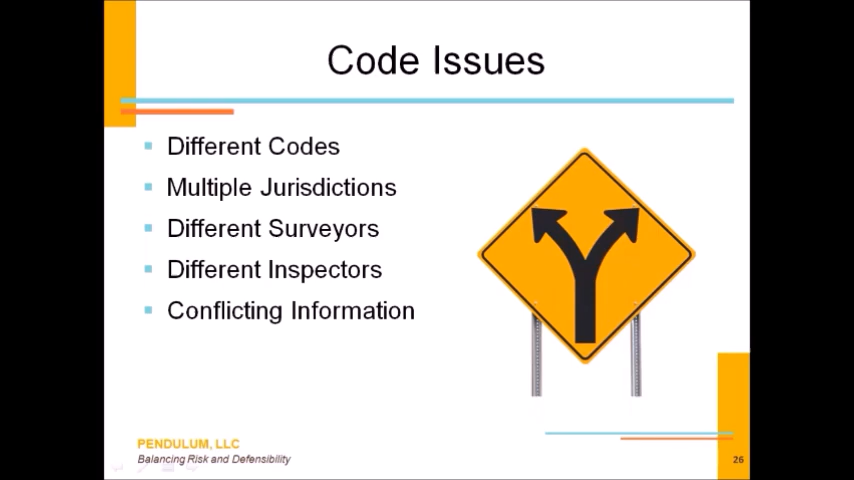 Code Issues
Different Codes
Multiple Jurisdictions
Different Surveyors
Different Inspectors
Conflicting Information
PENDULUM, LLC
Balancing Risk and Defensibility
26